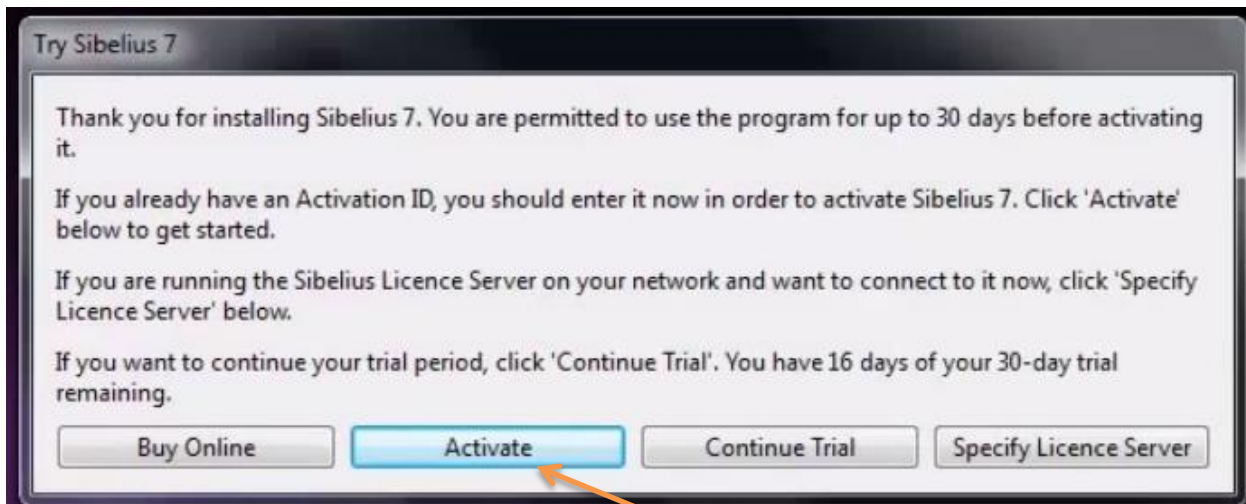 Try Sibelius 7
Thank you for installing Sibelius 7. You are permitted to use the program for up to 30 days before activating
it.
If you already have an Activation ID, you should enter it now in order to activate Sibelius 7. Click 'Activate'
below to get started.
If you are running the Sibelius Licence Server on your network and want to connect to it now, click 'Specify
Licence Server' below.
If you want to continue your trial period, click 'Continue Trial'. You have 16 days of your 30-day trial
remaining.
Buy Online Activate Continue Trial Specify Licence Server